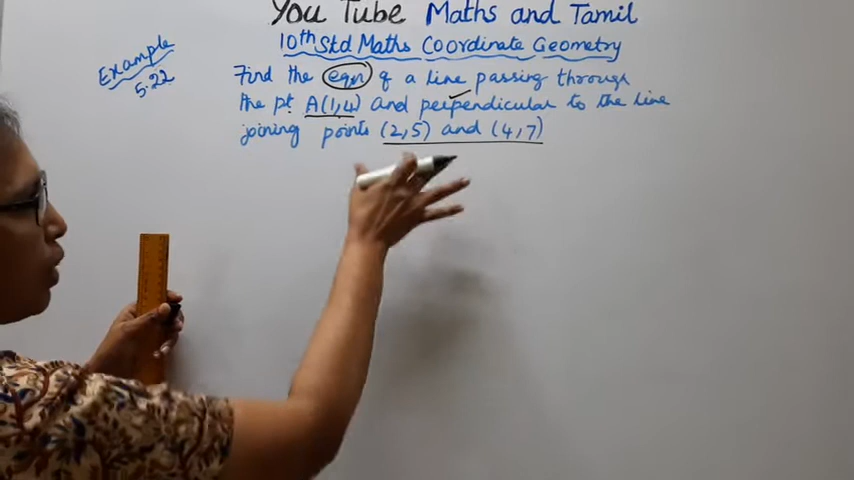 You Tube Maths and Tamil
10th Std Maths Coordinate Geometry
Example
5.22
Find the eqn of a line passing through
the pt A(1,4) and perpendicular to the line
joining points (2,5) and (4,7)